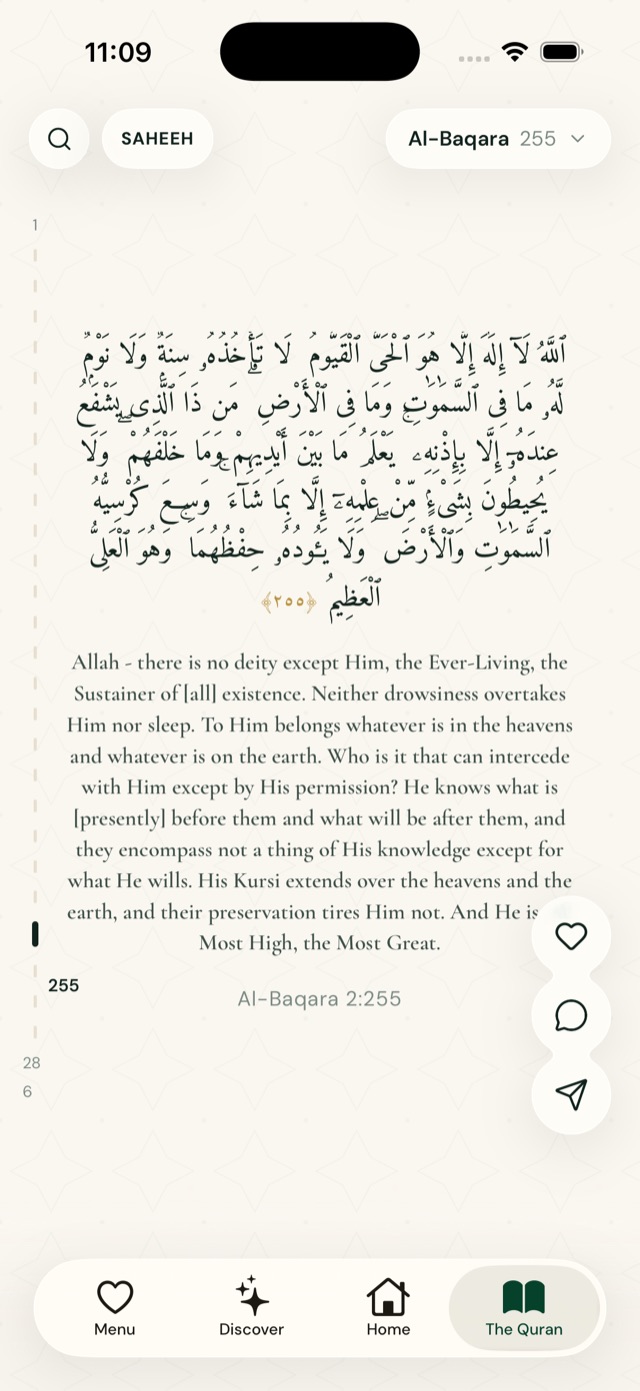 11:09
SAHEEH
Al-Baqara 255
1
ٱللَّهُ لَآ إِلَٰهَ إِلَّا هُوَ ٱلْحَىُّ ٱلْقَيُّومُ ۚ لَا تَأْخُذُهُۥ سِنَةٌ وَلَا نَوْمٌ ۚ
لَّهُۥ مَا فِى ٱلسَّمَٰوَٰتِ وَمَا فِى ٱلْأَرْضِ ۗ مَن ذَا ٱلَّذِى يَشْفَعُ
عِندَهُۥٓ إِلَّا بِإِذْنِهِۦ ۚ يَعْلَمُ مَا بَيْنَ أَيْدِيهِمْ وَمَا خَلْفَهُمْ ۖ وَلَا
يُحِيطُونَ بِشَىْءٍ مِّنْ عِلْمِهِۦٓ إِلَّا بِمَا شَآءَ ۚ وَسِعَ كُرْسِيُّهُ
ٱلسَّمَٰوَٰتِ وَٱلْأَرْضَ ۖ وَلَا يَـُٔودُهُۥ حِفْظُهُمَا ۚ وَهُوَ ٱلْعَلِىُّ
ٱلْعَظِيمُ ﴿٢٥٥﴾
Allah - there is no deity except Him, the Ever-Living, the
Sustainer of [all] existence. Neither drowsiness overtakes
Him nor sleep. To Him belongs whatever is in the heavens
and whatever is on the earth. Who is it that can intercede
with Him except by His permission? He knows what is
[presently] before them and what will be after them, and
they encompass not a thing of His knowledge except for
what He wills. His Kursi extends over the heavens and the
earth, and their preservation tires Him not. And He is
Most High, the Most Great.
255
Al-Baqara 2:255
28
6
Menu
Discover
Home
The Quran